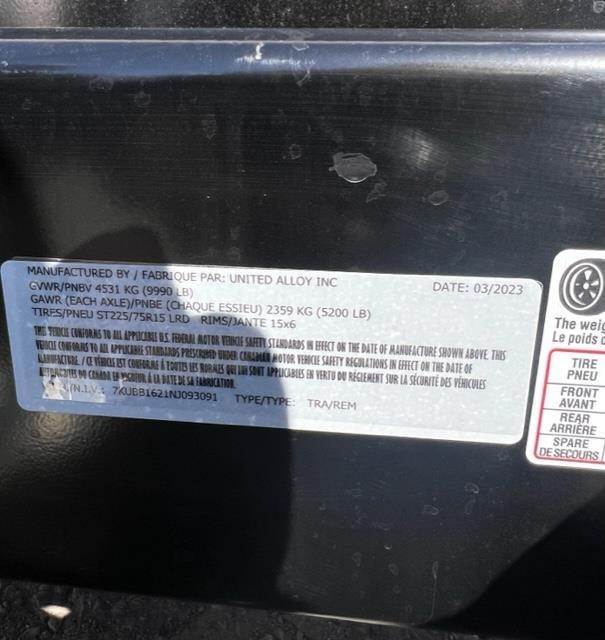 MANUFACTURED BY / FABRIQUE PAR: UNITED ALLOY INC
DATE: 03/2023
GVWR/PNBV 4531 KG (9990 LB)
GAWR (EACH AXLE)/PNBE (CHAQUE ESSIEU) 2359 KG (5200 LB)
TIRES/PNEU ST225/75R15 LRD RIMS/JANTE 15x6
THIS VEHICLE CONFORMS TO ALL APPLICABLE U.S. FEDERAL MOTOR VEHICLE SAFETY STANDARDS IN EFFECT ON THE DATE OF MANUFACTURE SHOWN ABOVE. THIS
VEHICLE CONFORMS TO ALL APPLICABLE STANDARDS PRESCRIBED UNDER CANADIAN MOTOR VEHICLE SAFETY REGULATIONS IN EFFECT ON THE DATE OF
MANUFACTURE. / CE VÉHICULE EST CONFORME À TOUTES LES NORMES QUI LUI SONT APPLICABLES EN VERTU DU RÈGLEMENT SUR LA SÉCURITÉ DES VÉHICULES
AUTOMOBILES DU CANADA EN VIGUEUR À LA DATE DE SA FABRICATION.
/N.I.V.: 7KUBB1621NJ093091 TYPE/TYPE: TRA/REM
The weig
Le poids d
TIRE
PNEU
FRONT
AVANT
REAR
ARRIÈRE
SPARE
DE SECOURS